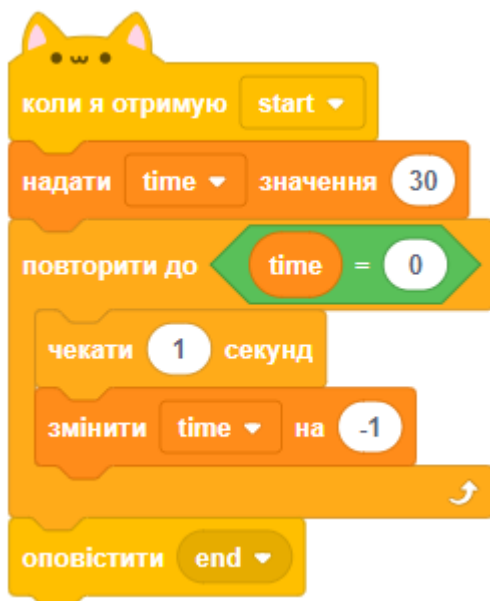 коли я отримую start
надати time значення 30
повторити до time = 0
чекати 1 секунд
змінити time на -1
оповістити end